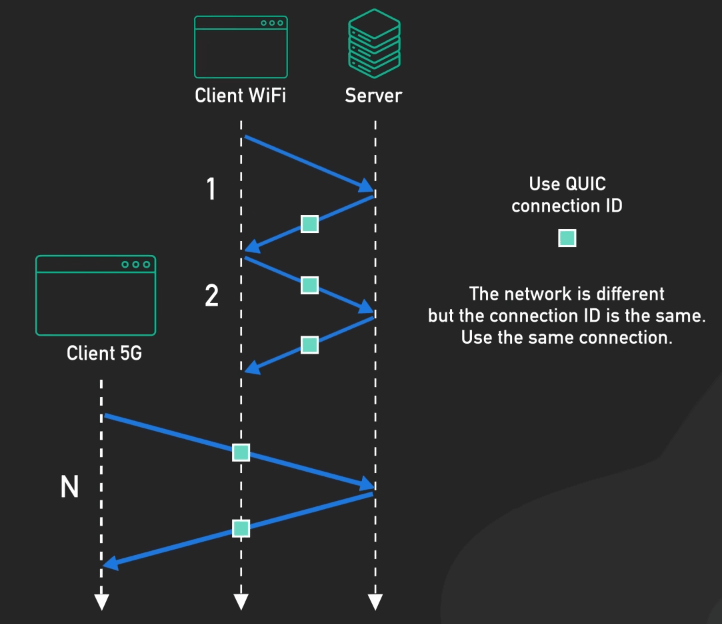 Client WiFi
Server
1
Use QUIC
connection ID
2
The network is different
but the connection ID is the same.
Use the same connection.
Client 5G
N